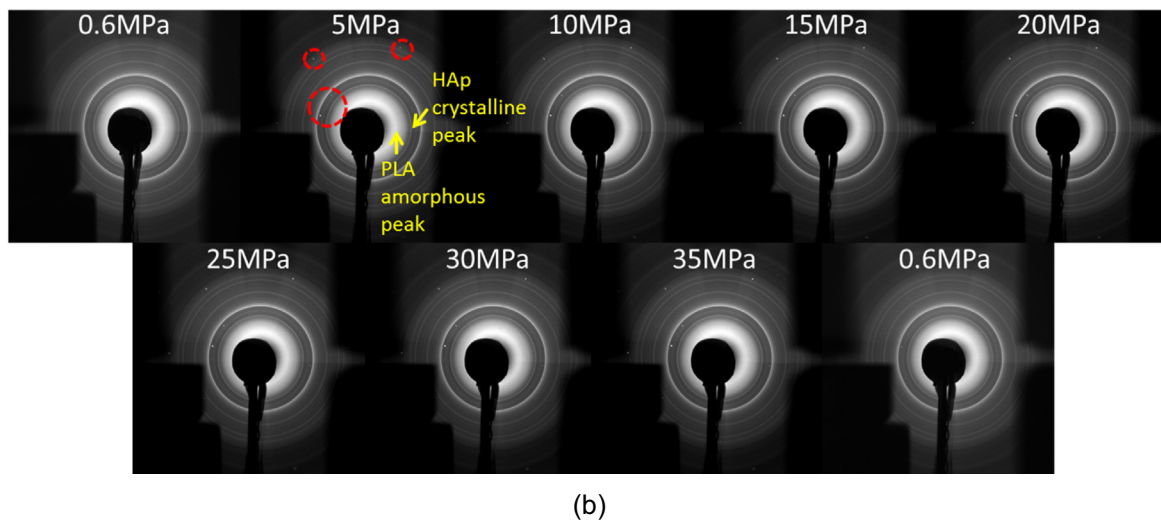 0.6MPa
5MPa
10MPa
15MPa
20MPa
HAp
crystalline
peak
PLA
amorphous
peak
25MPa
30MPa
35MPa
0.6MPa
(b)